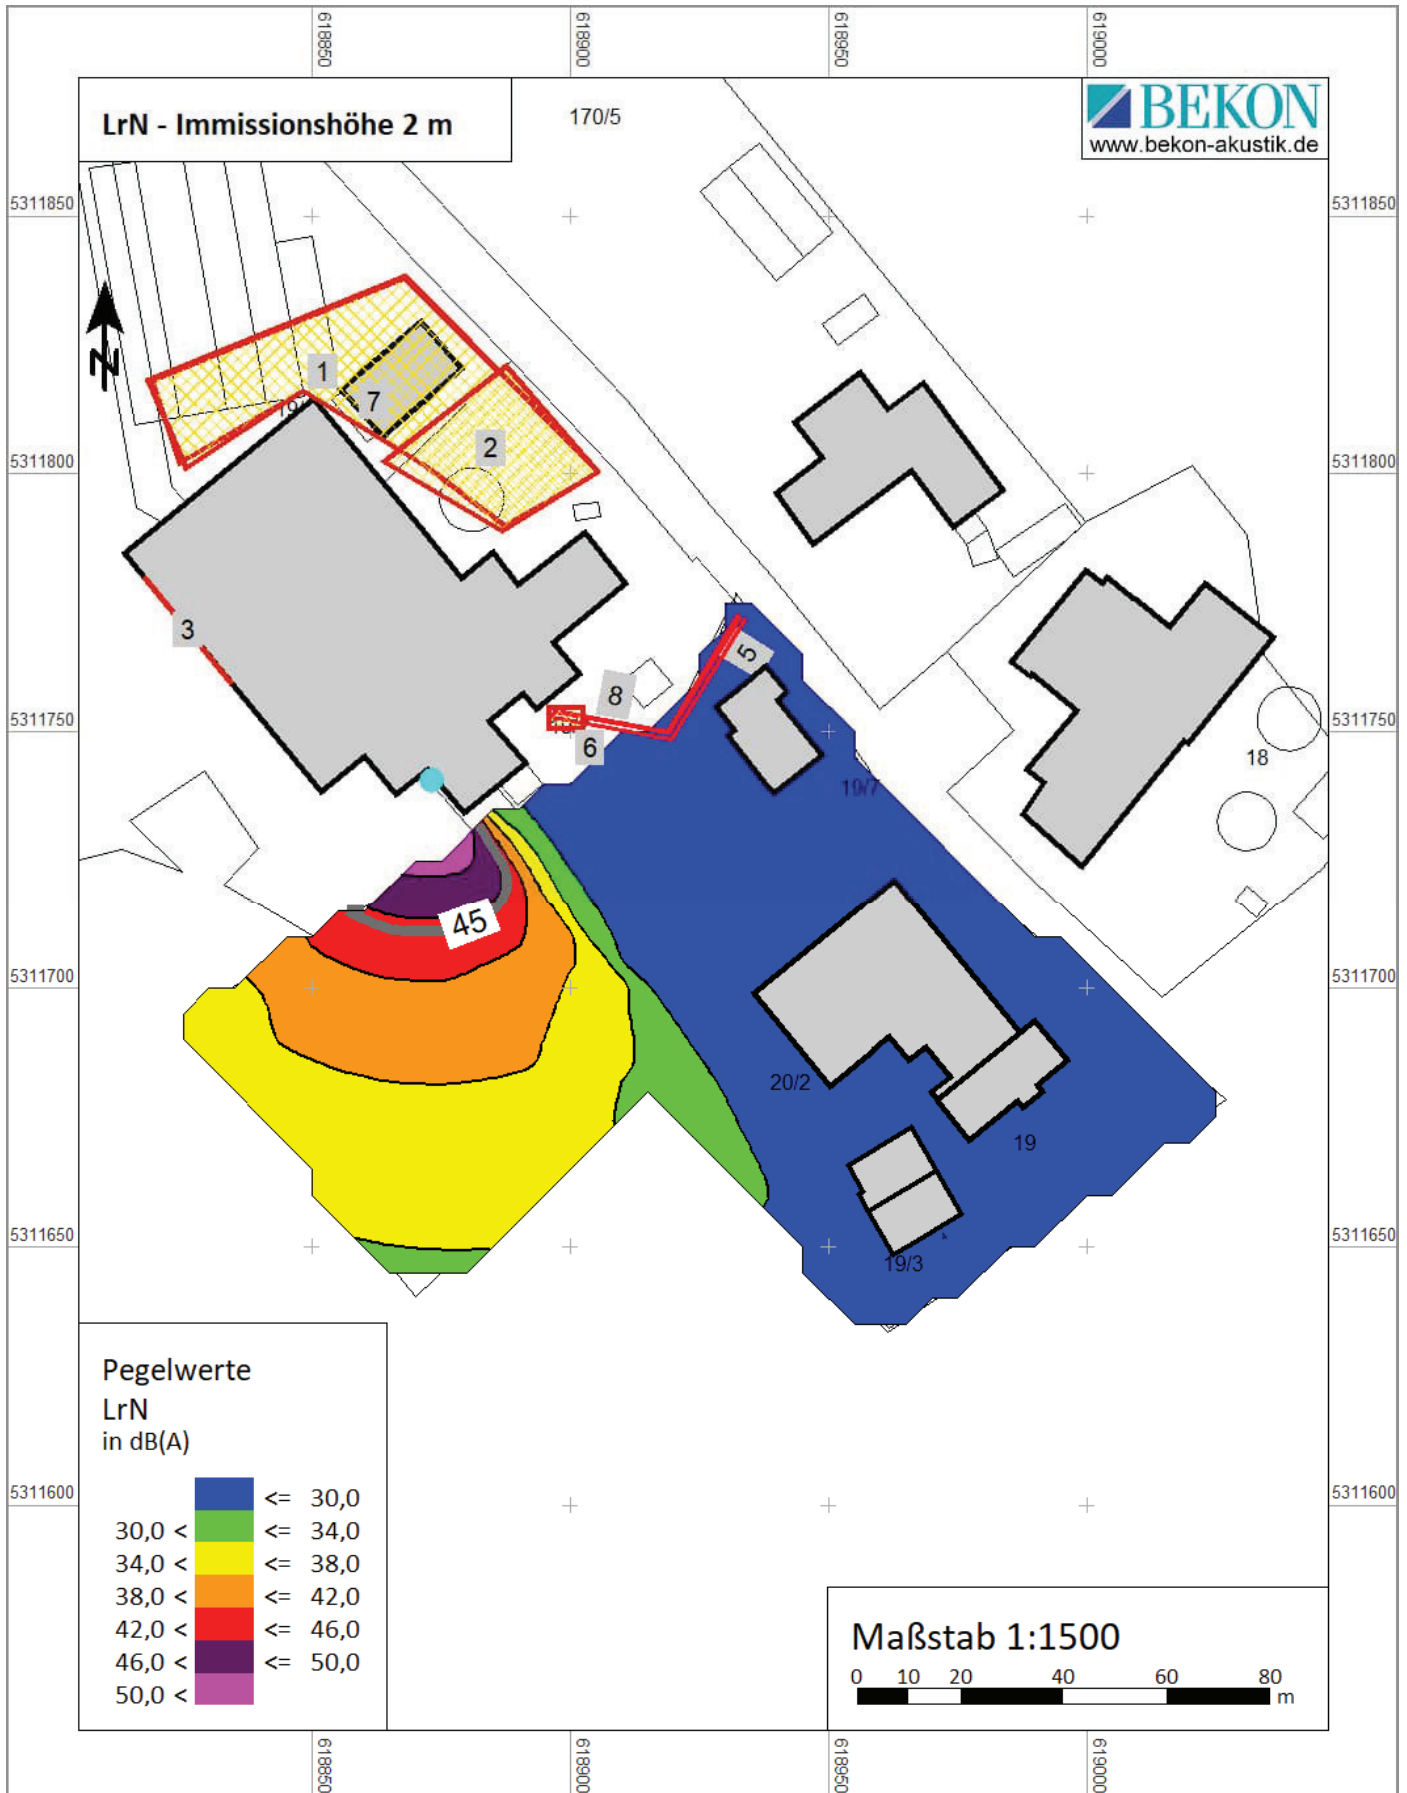 618850
618900
618950
619000
LrN - Immissionshöhe 2 m
170/5
BEKON
www.bekon-akustik.de
5311850
5311850
N
1
7
2
5311800
5311800
3
5
8
6
5311750
5311750
18
19/7
45
5311700
5311700
20/2
19
5311650
5311650
19/3
Pegelwerte
LrN
in dB(A)
<= 30,0
30,0 < <= 34,0
34,0 < <= 38,0
38,0 < <= 42,0
42,0 < <= 46,0
46,0 < <= 50,0
50,0 <
5311600
5311600
Maßstab 1:1500
0 10 20 40 60 80
m
618850
618900
618950
619000